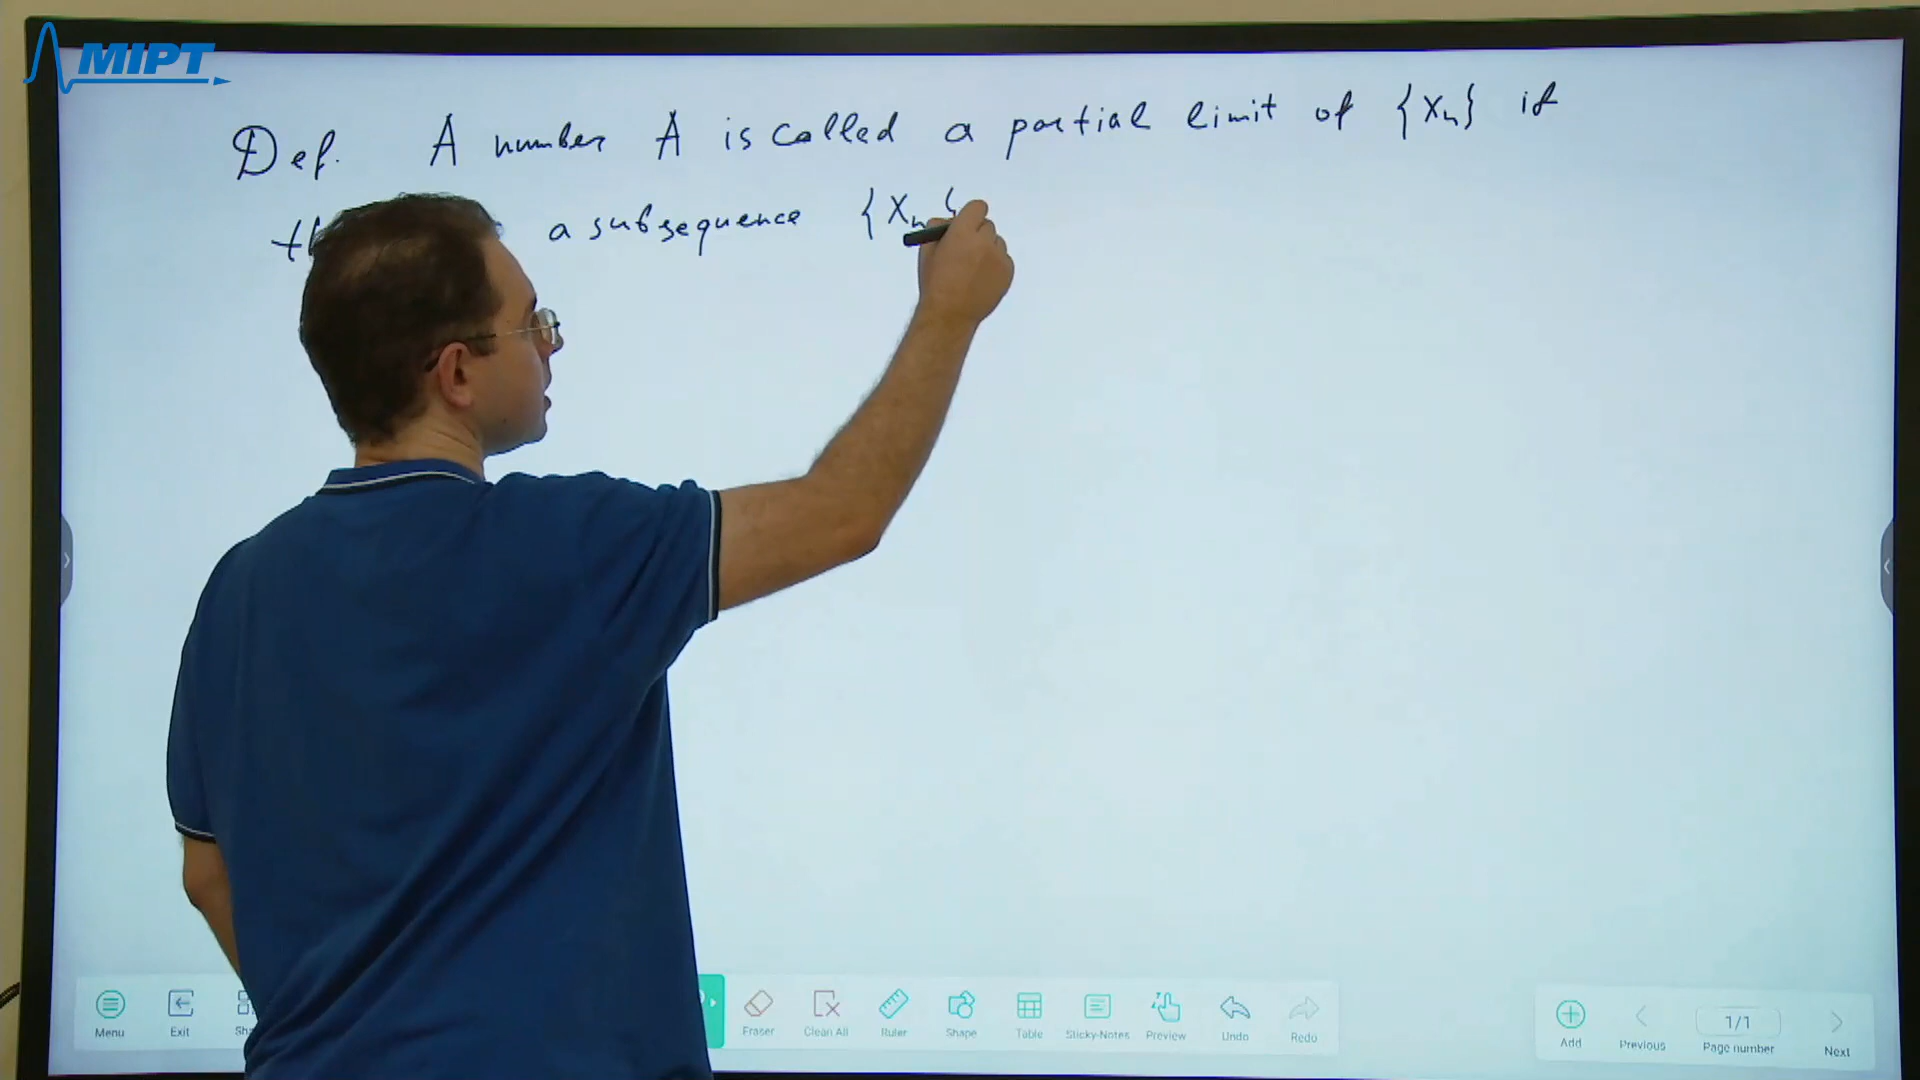 MIPT
Def. A number A is called a partial limit of {xn} if
a subsequence {xn
Menu Exit Eraser Clean All Ruler Shape Table Sticky-Notes Preview Undo Redo Add Previous 1/1 Page number Next